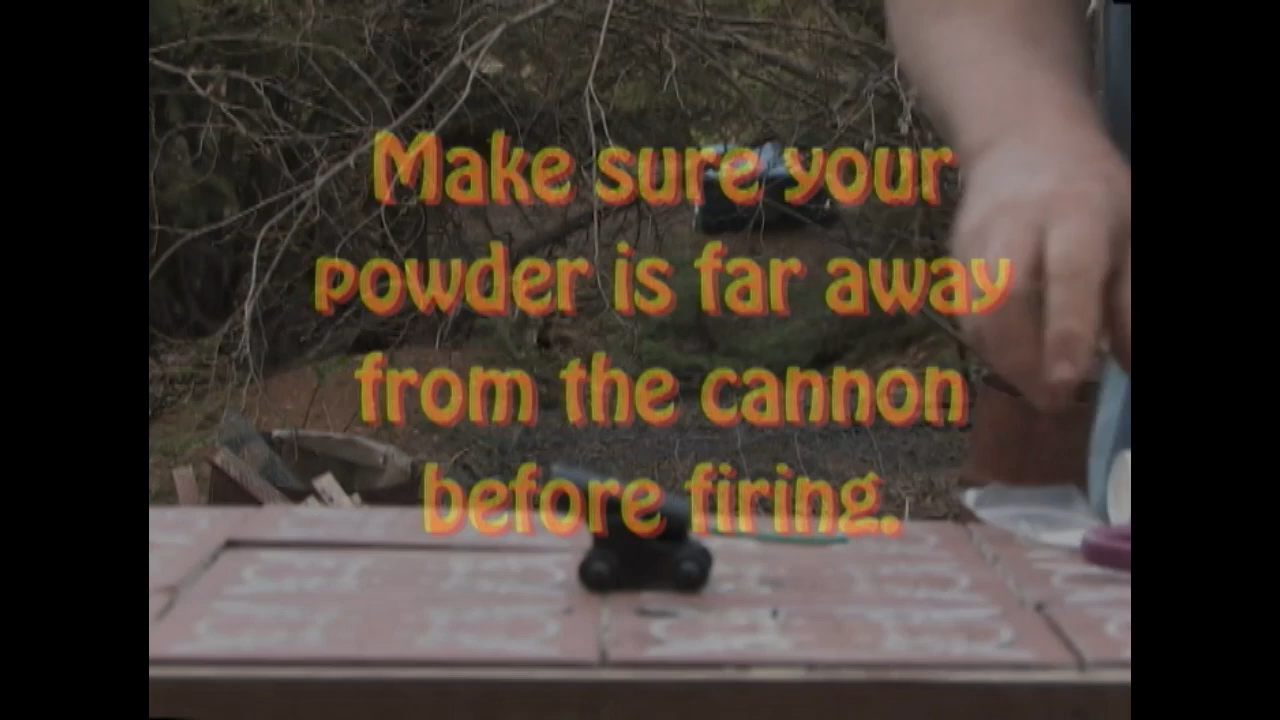 Make sure your
powder is far away
from the cannon
before firing.